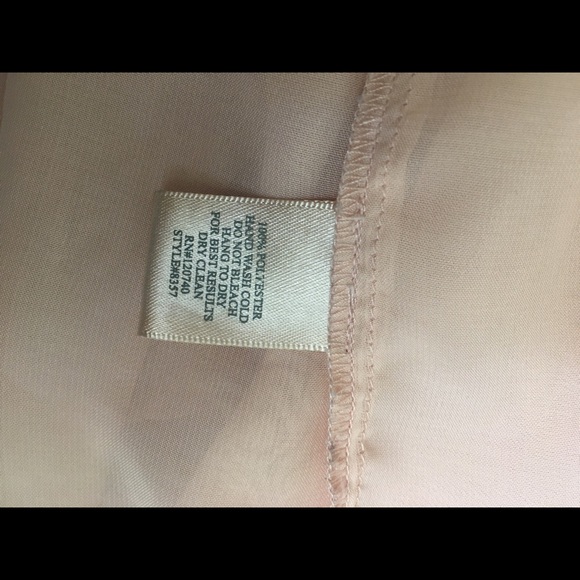 100% POLYESTER
HAND WASH COLD
DO NOT BLEACH
HANG TO DRY
FOR BEST RESULTS
DRY CLEAN
RN#120740
STYLE#8357